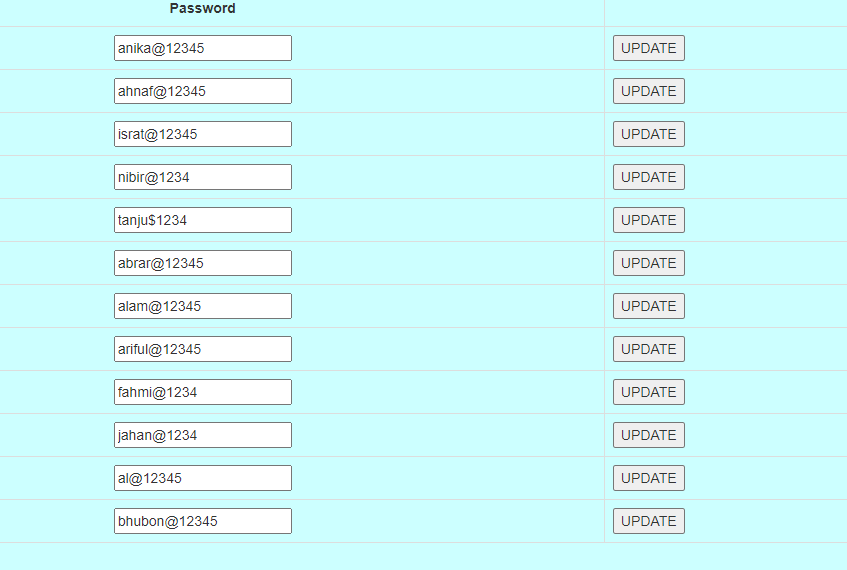 Password
anika@12345 UPDATE
ahnaf@12345 UPDATE
israt@12345 UPDATE
nibir@1234 UPDATE
tanju$1234 UPDATE
abrar@12345 UPDATE
alam@12345 UPDATE
ariful@12345 UPDATE
fahmi@1234 UPDATE
jahan@1234 UPDATE
al@12345 UPDATE
bhubon@12345 UPDATE